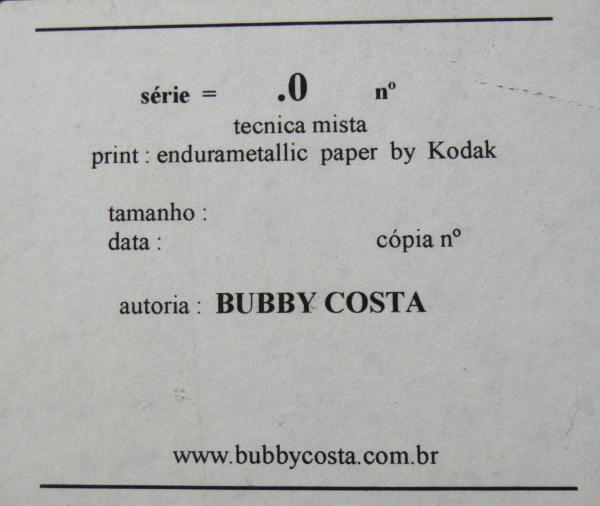 série = .0 nº
tecnica mista
print : endurametallic paper by Kodak
tamanho :
data : cópia nº
autoria : BUBBY COSTA
www.bubbycosta.com.br